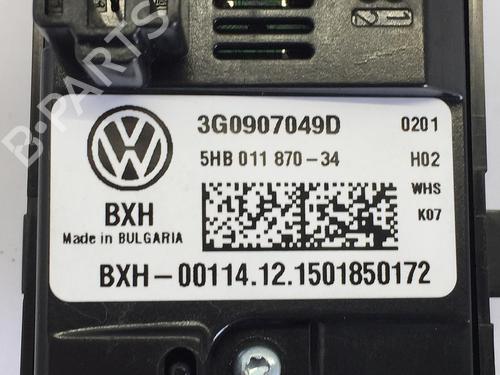 3G0907049D 0201
5HB 011 870-34 H02
WHS
BXH K07
Made in BULGARIA
BXH-00114.12.1501850172
B-PARTS